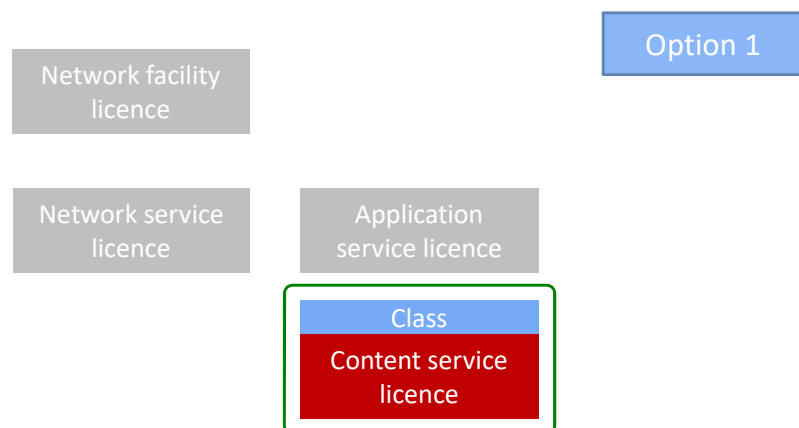 Option 1
Network facility
licence
Network service
licence
Application
service licence
Class
Content service
licence